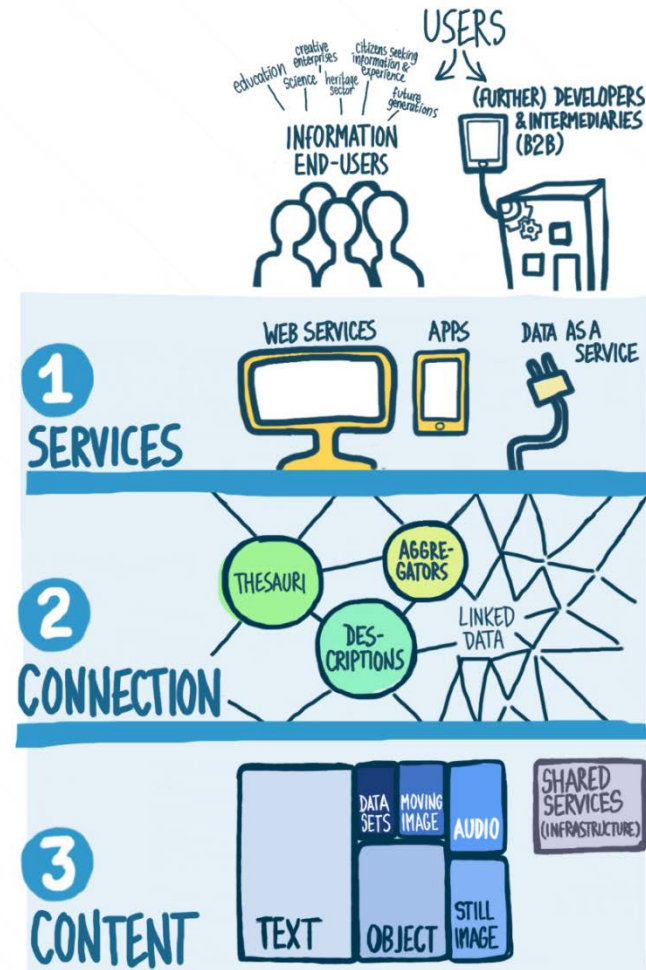 USERS
education
creative
enterprises
science
heritage
sector
citizens seeking
information &
experience
future
generations
INFORMATION
END-USERS
(FURTHER) DEVELOPERS
& INTERMEDIARIES
(B2B)
1
SERVICES
WEB SERVICES
APPS
DATA AS A
SERVICE
2
CONNECTION
THESAURI
AGGRE-
GATORS
DES-
CRIPTIONS
LINKED
DATA
3
CONTENT
TEXT
DATA
SETS
MOVING
IMAGE
AUDIO
OBJECT
STILL
IMAGE
SHARED
SERVICES
(INFRASTRUCTURE)